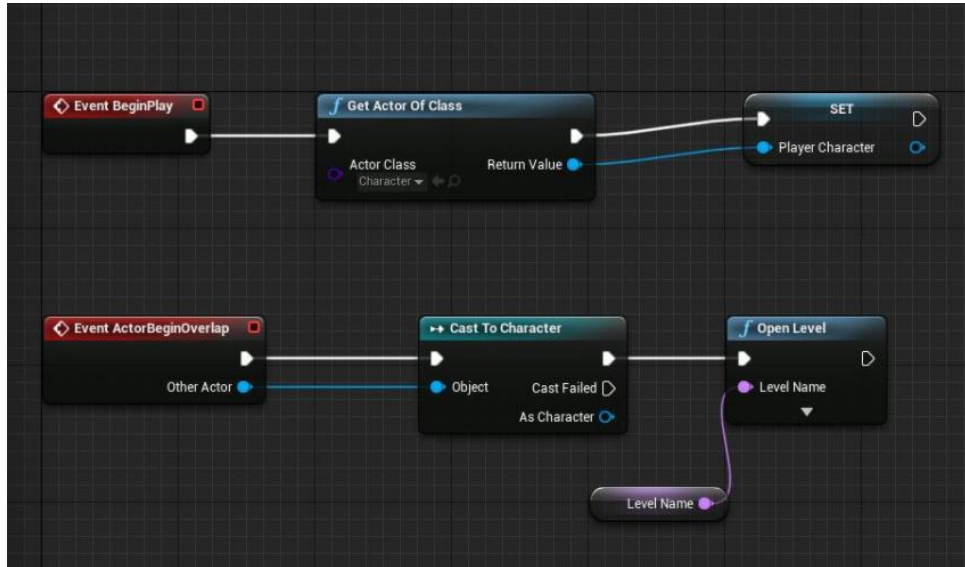 Event BeginPlay
f Get Actor Of Class
Actor Class
Character
Return Value
SET
Player Character
Event ActorBeginOverlap
Other Actor
Cast To Character
Object
Cast Failed
As Character
f Open Level
Level Name
Level Name